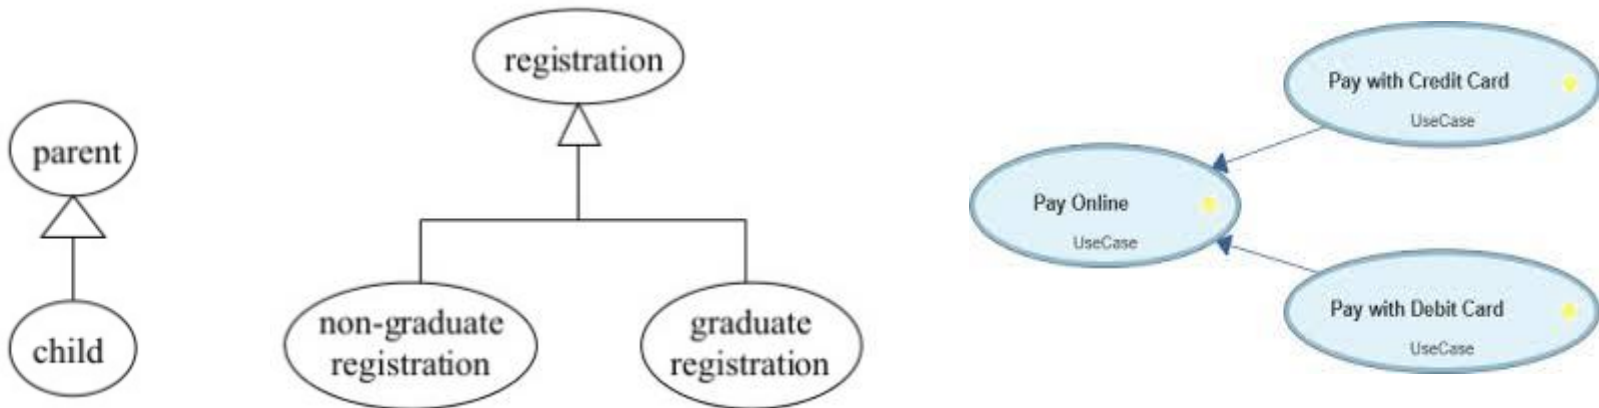 parent
child
registration
non-graduate
registration
graduate
registration
Pay Online
UseCase
Pay with Credit Card
UseCase
Pay with Debit Card
UseCase